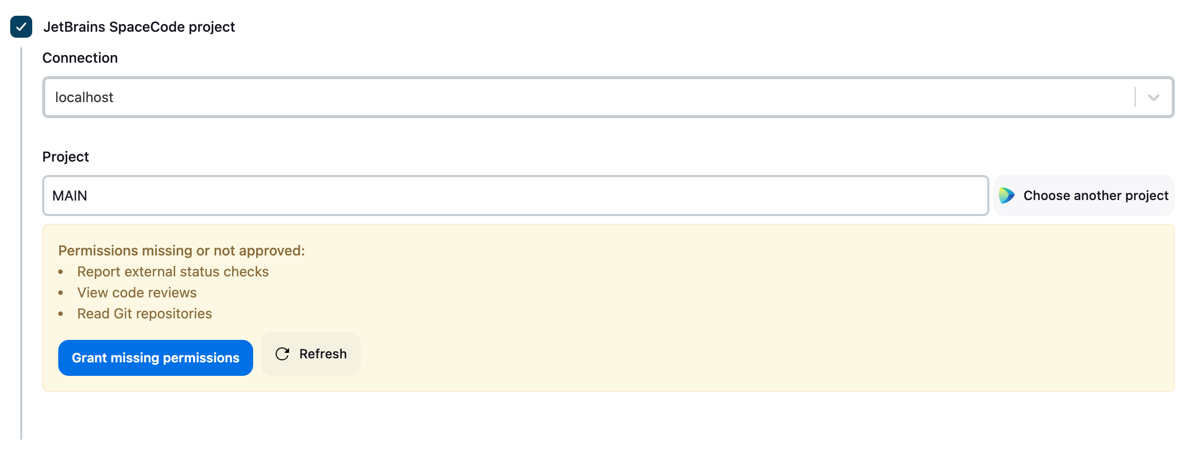 JetBrains SpaceCode project
Connection
localhost
Project
MAIN
Choose another project
Permissions missing or not approved:
• Report external status checks
• View code reviews
• Read Git repositories
Grant missing permissions
Refresh